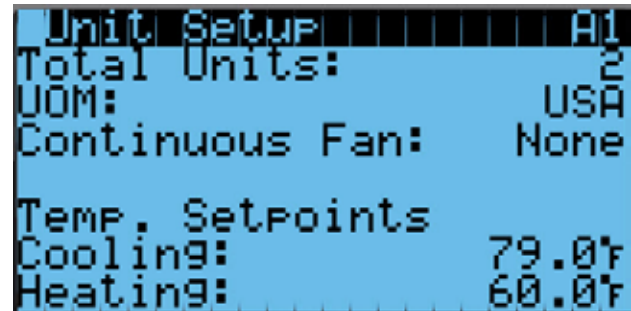 Unit Setup A1
Total Units: 2
UOM: USA
Continuous Fan: None
Temp. Setpoints
Cooling: 79.0°F
Heating: 60.0°F